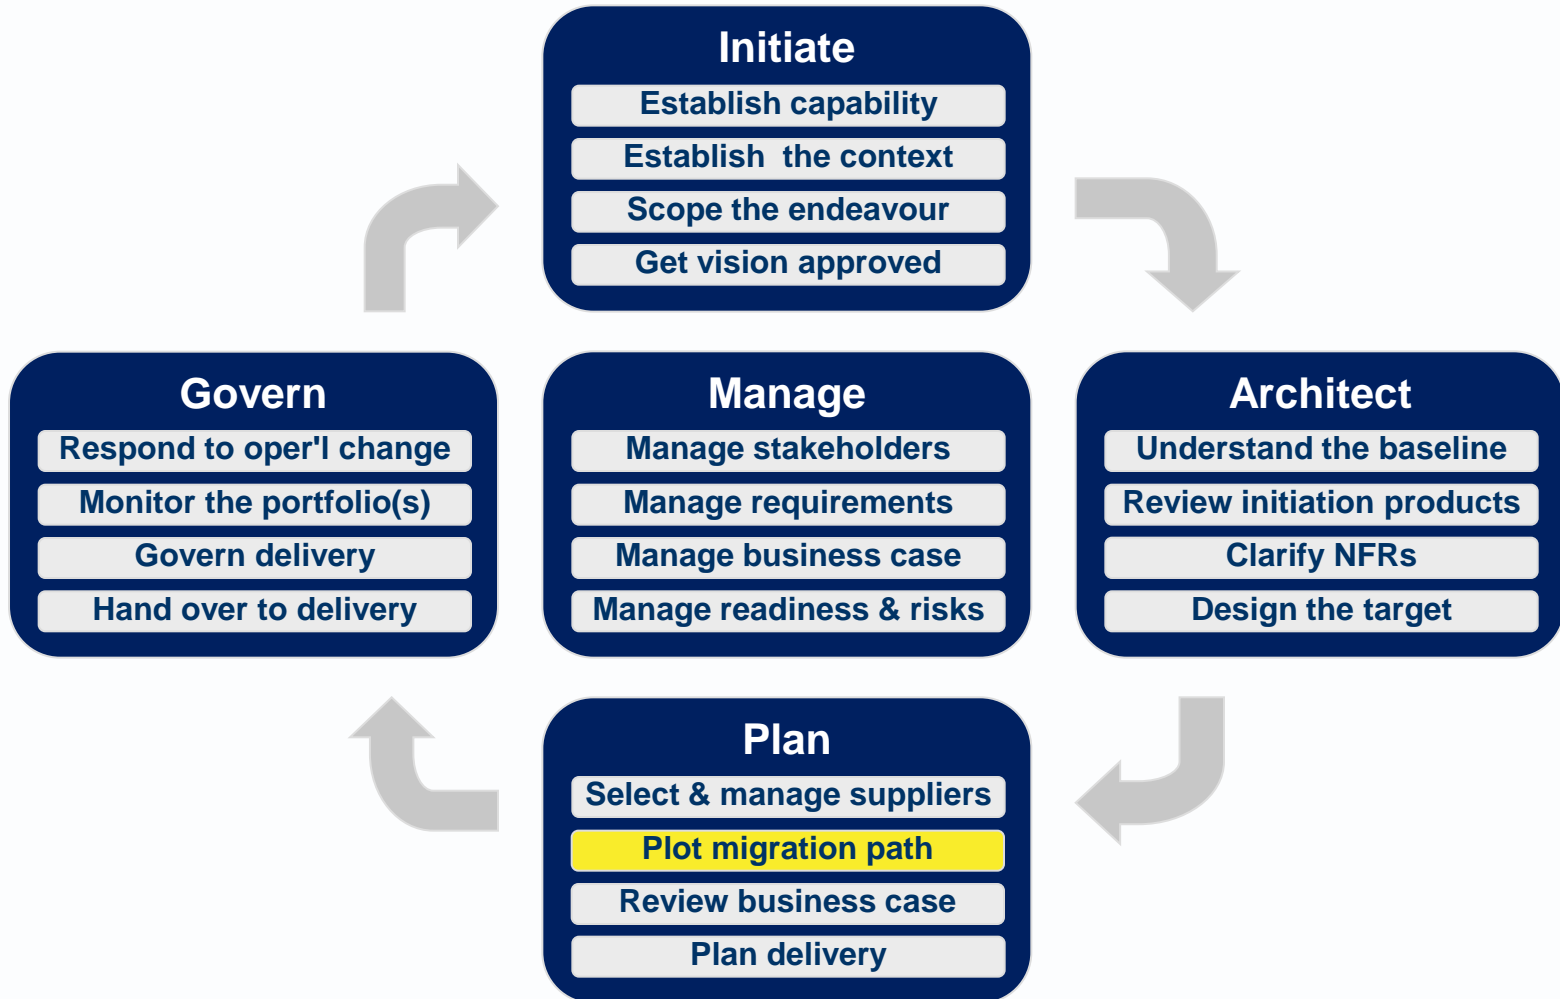 Initiate
Establish capability
Establish  the context
Scope the endeavour
Get vision approved
Govern
Respond to oper'l change
Monitor the portfolio(s)
Govern delivery
Hand over to delivery
Manage
Manage stakeholders
Manage requirements
Manage business case
Manage readiness & risks
Architect
Understand the baseline
Review initiation products
Clarify NFRs
Design the target
Plan
Select & manage suppliers
Plot migration path
Review business case
Plan delivery